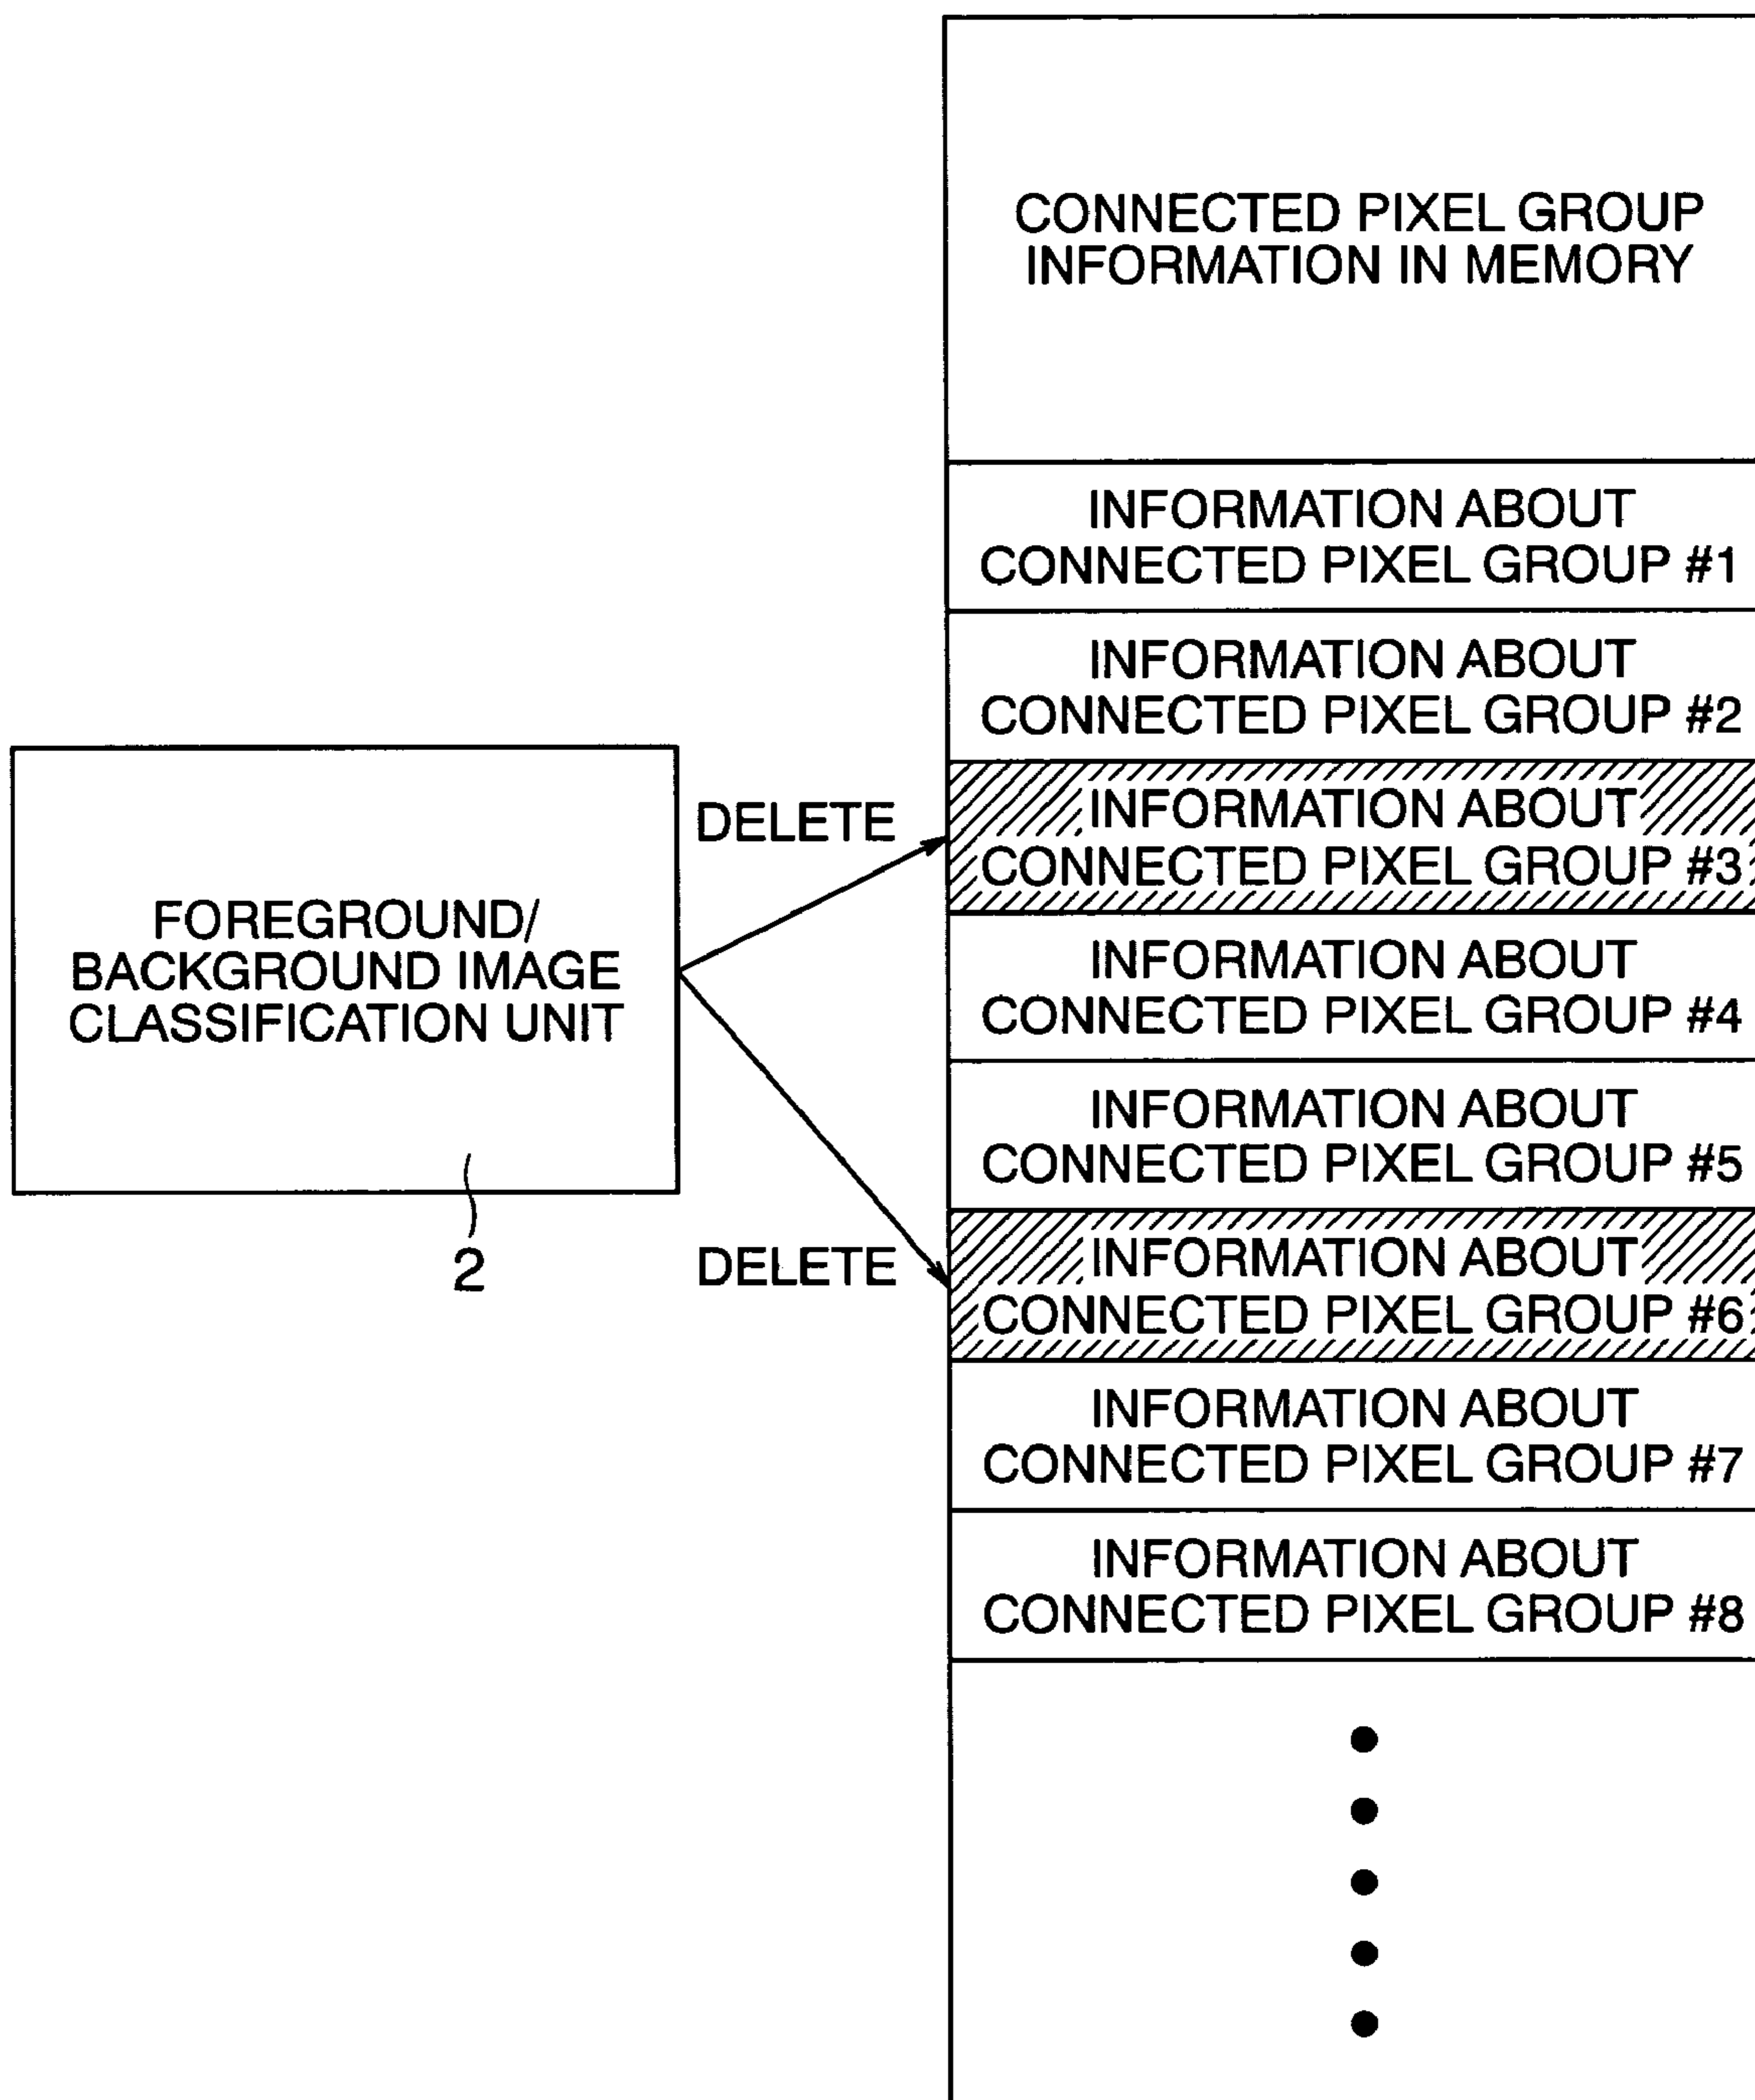 CONNECTED PIXEL GROUP
INFORMATION IN MEMORY
INFORMATION ABOUT
CONNECTED PIXEL GROUP #1
INFORMATION ABOUT
CONNECTED PIXEL GROUP #2
DELETE
INFORMATION ABOUT
CONNECTED PIXEL GROUP #3
FOREGROUND/
BACKGROUND IMAGE
CLASSIFICATION UNIT
2
INFORMATION ABOUT
CONNECTED PIXEL GROUP #4
INFORMATION ABOUT
CONNECTED PIXEL GROUP #5
DELETE
INFORMATION ABOUT
CONNECTED PIXEL GROUP #6
INFORMATION ABOUT
CONNECTED PIXEL GROUP #7
INFORMATION ABOUT
CONNECTED PIXEL GROUP #8